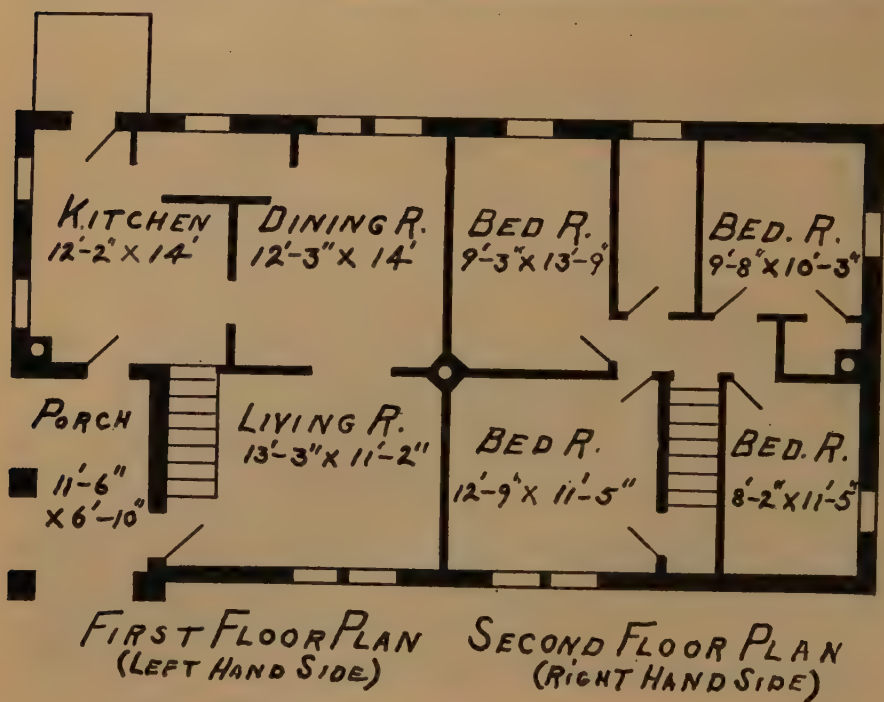 KITCHEN
12'-2" X 14'
DINING R.
12'-3" X 14'
BED R.
9'-3" X 13'-9"
BED. R.
9'-8" X 10'-3"
PORCH
11'-6"
X 6'-10"
LIVING R.
13'-3" X 11'-2"
BED R.
12'-9" X 11'-5"
BED. R.
8'-2" X 11'-5"
FIRST FLOOR PLAN
(LEFT HAND SIDE)
SECOND FLOOR PLAN
(RIGHT HAND SIDE)